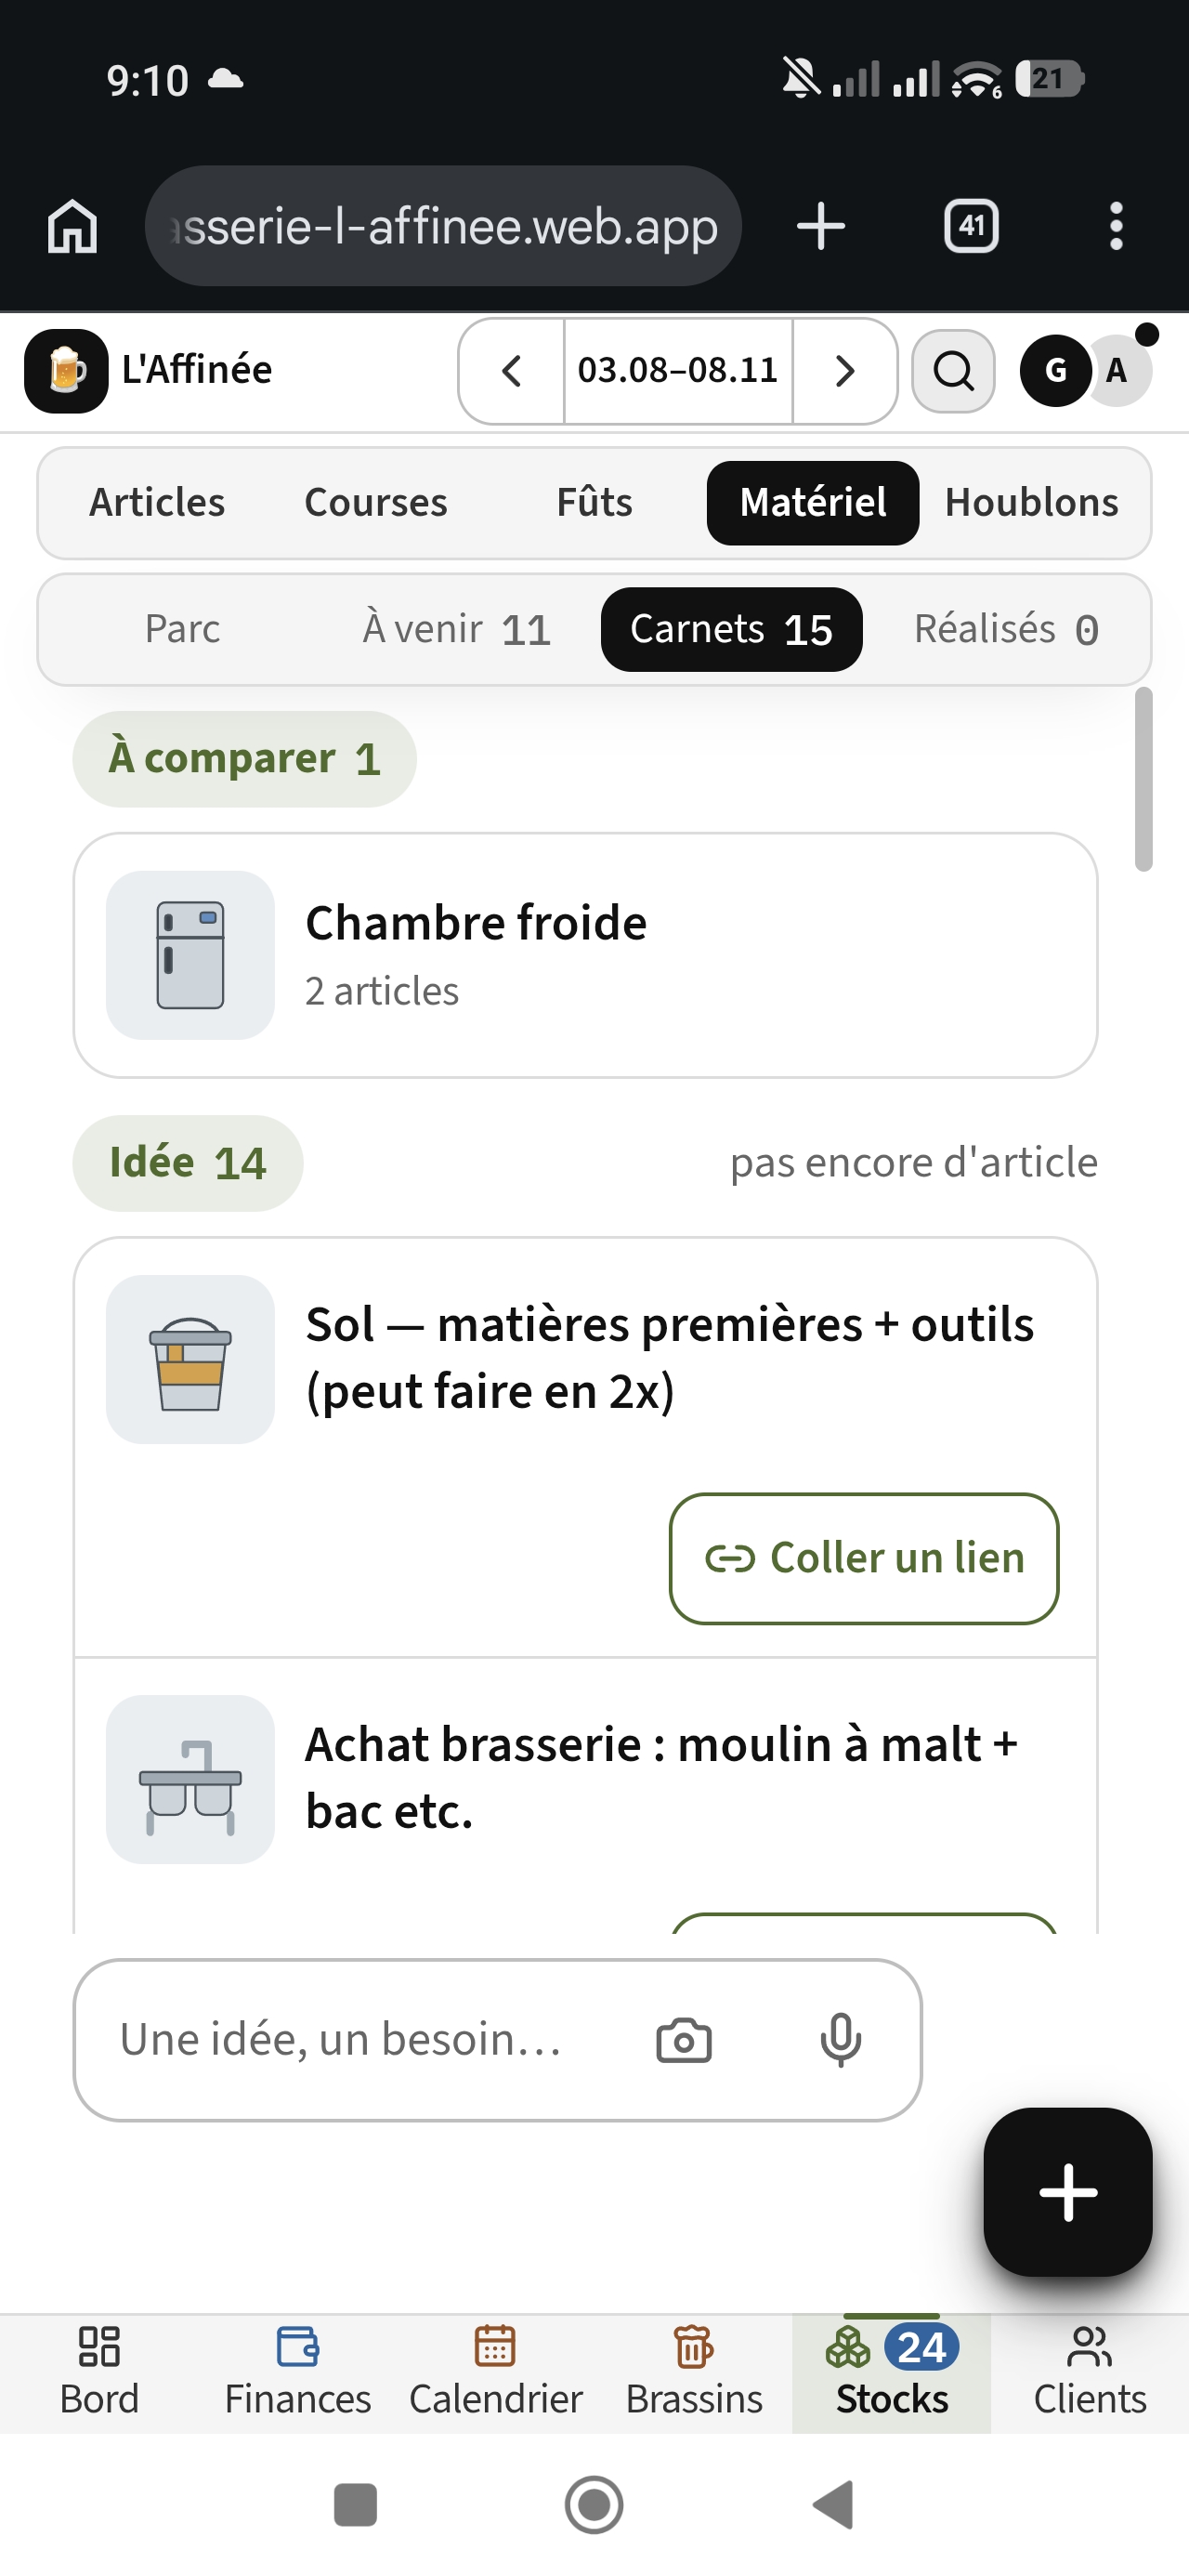 9:10
6
21
asserie-l-affinee.web.app
41
L'Affinée
03.08–08.11
G
A
Articles
Courses
Fûts
Matériel
Houblons
Parc
À venir 11
Carnets 15
Réalisés 0
À comparer 1
Chambre froide
2 articles
Idée 14
pas encore d'article
Sol — matières premières + outils
(peut faire en 2x)
Coller un lien
Achat brasserie : moulin à malt +
bac etc.
Une idée, un besoin…
24
Bord
Finances
Calendrier
Brassins
Stocks
Clients